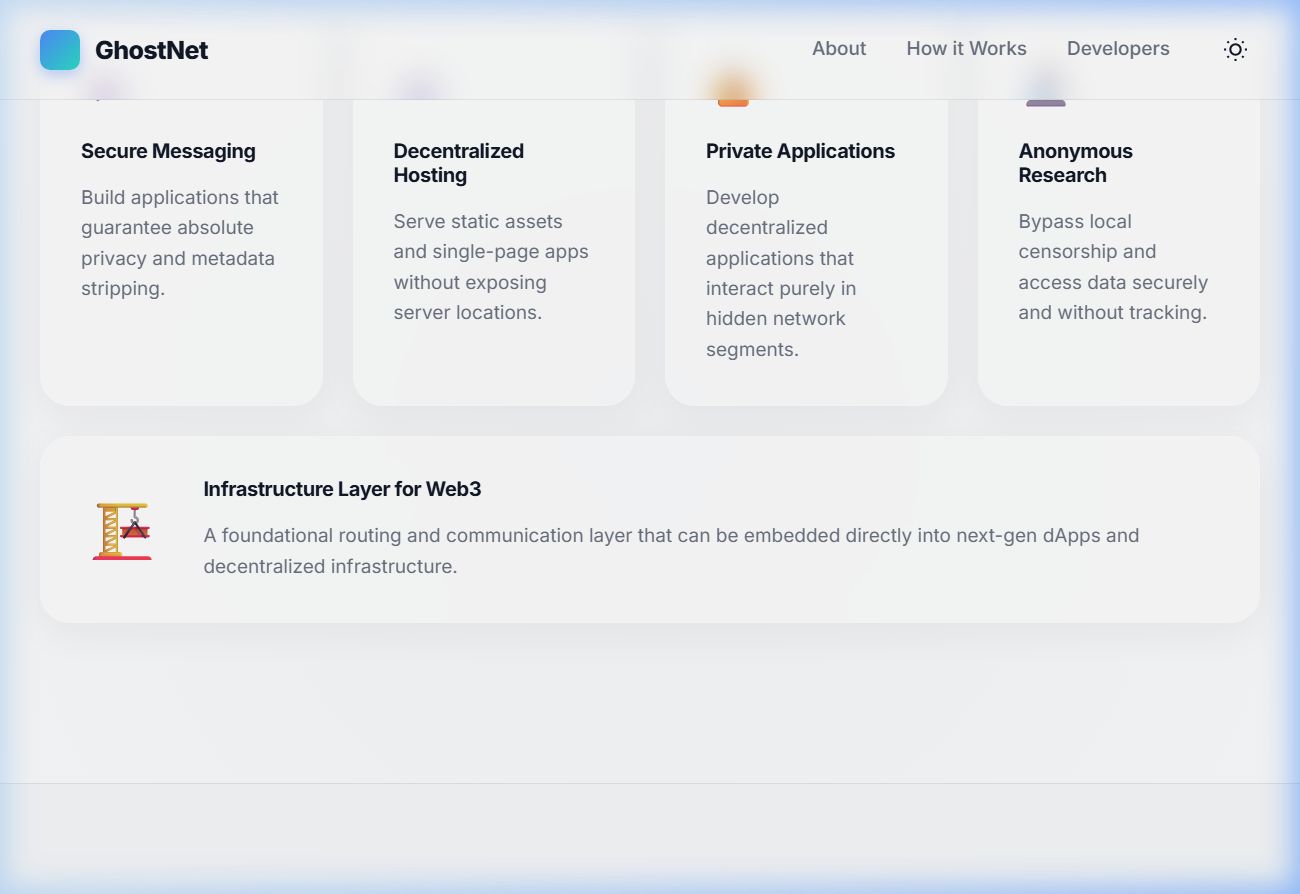 GhostNet
About
How it Works
Developers
Secure Messaging
Build applications that
guarantee absolute
privacy and metadata
stripping.
Decentralized
Hosting
Serve static assets
and single-page apps
without exposing
server locations.
Private Applications
Develop
decentralized
applications that
interact purely in
hidden network
segments.
Anonymous
Research
Bypass local
censorship and
access data securely
and without tracking.
Infrastructure Layer for Web3
A foundational routing and communication layer that can be embedded directly into next-gen dApps and
decentralized infrastructure.